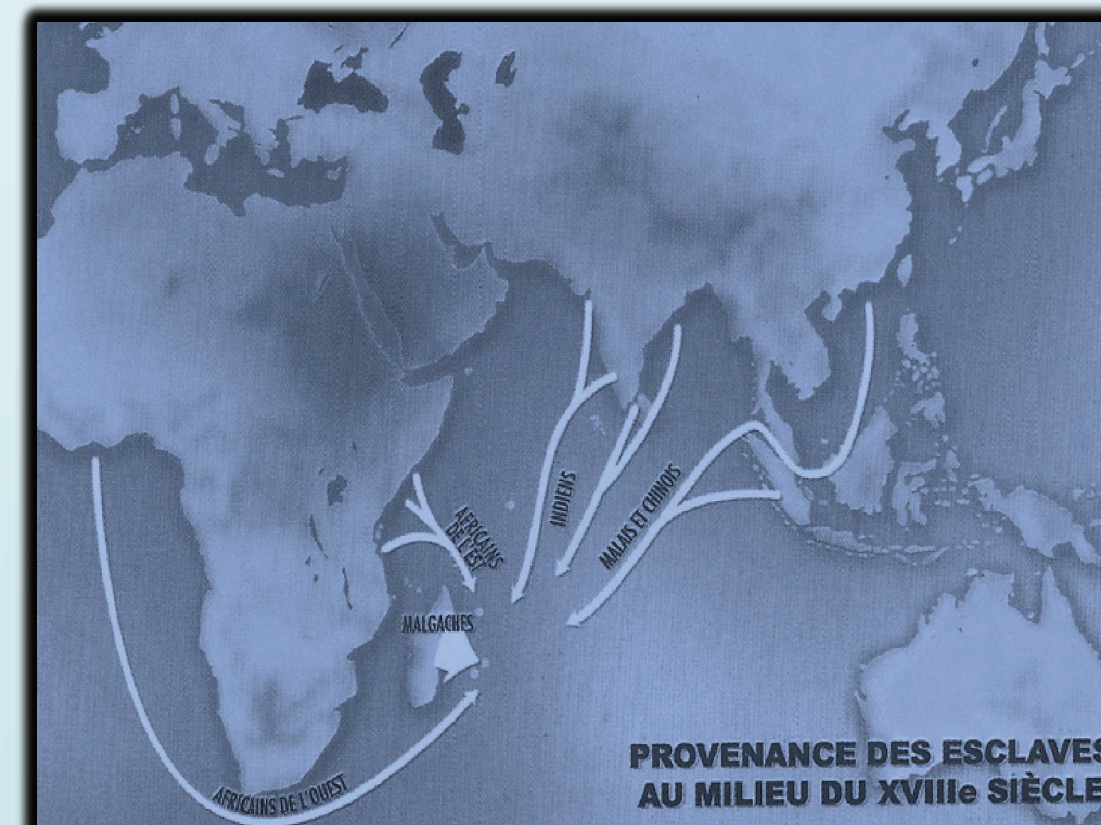 INDIENS
MALAIS ET CHINOIS
AFRICAINS
DE L'EST
MALGACHES
AFRICAINS DE L'OUEST
PROVENANCE DES ESCLAVES
AU MILIEU DU XVIIIe SIÈCLE